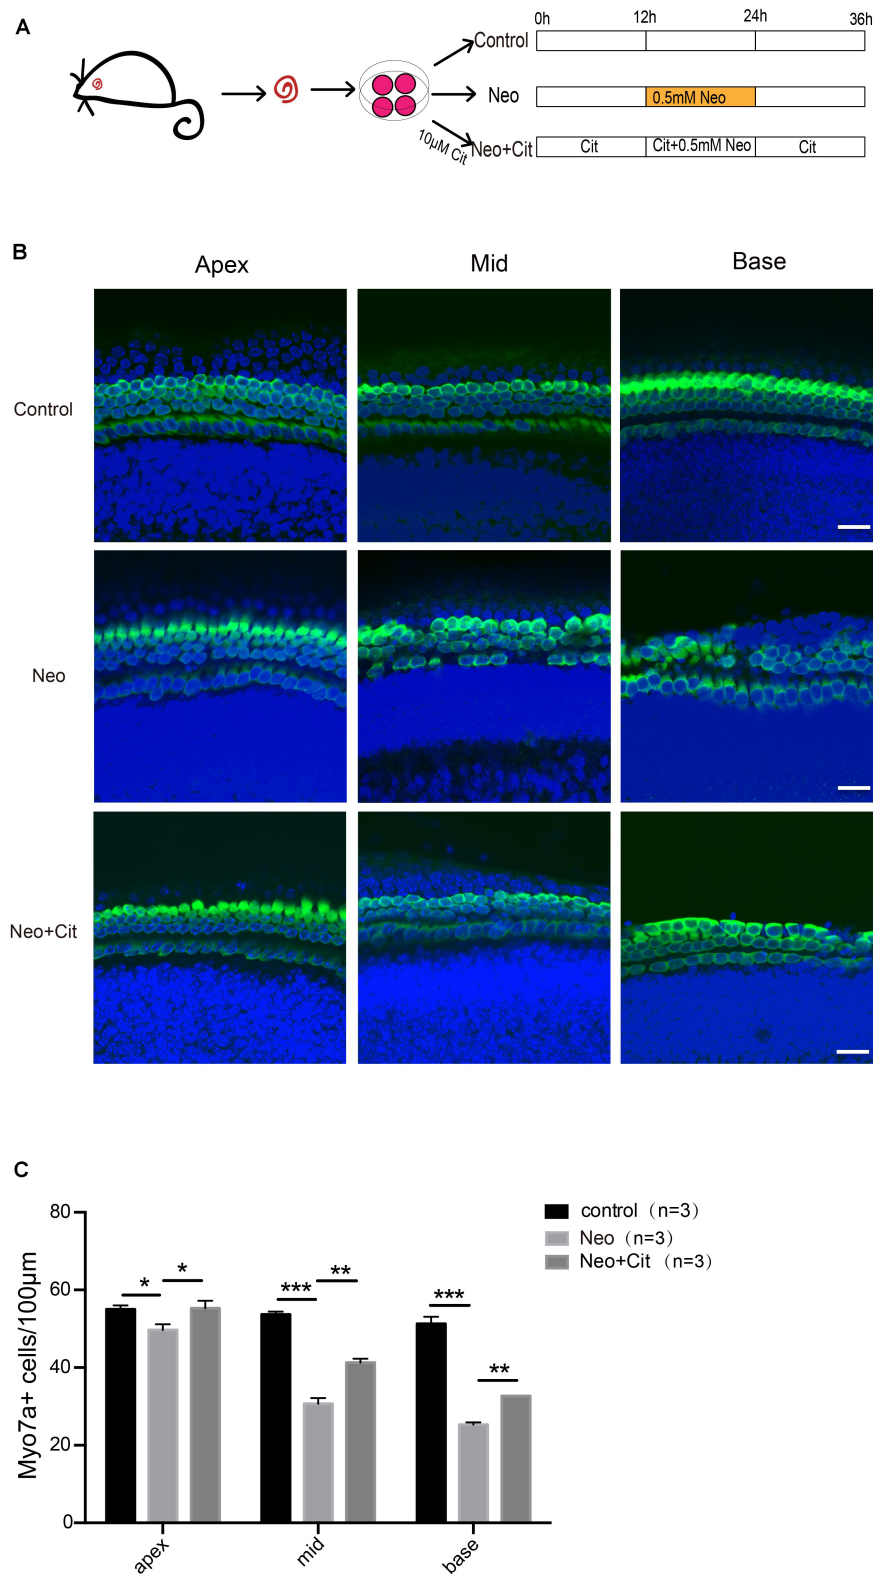 A
0h 12h 24h 36h
Control
Neo
0.5mM Neo
10μM Cit
Neo+Cit
Cit
Cit+0.5mM Neo
Cit
B
Apex Mid Base
Control
Neo
Neo+Cit
C
control（n=3）
Neo（n=3）
Neo+Cit（n=3）
Myo7a+ cells/100μm
80
60
40
20
0
* * *** ** *** **
apex mid base